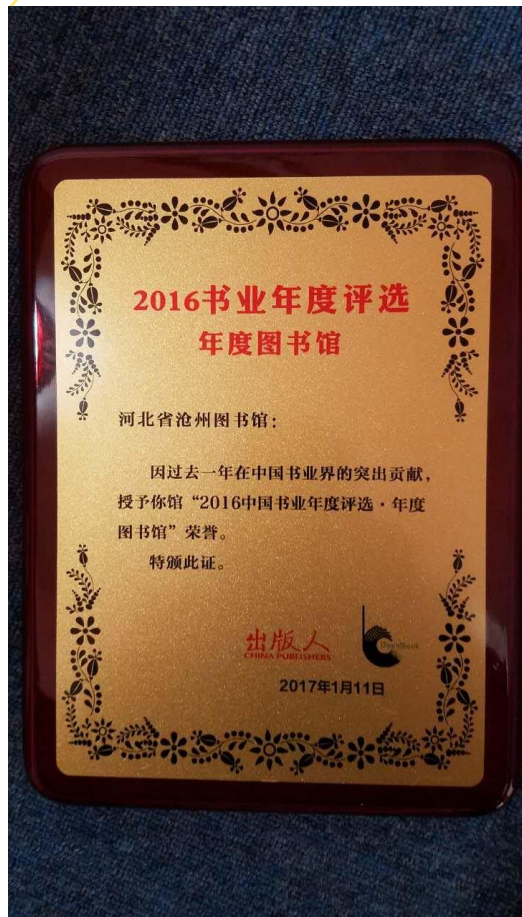 2016书业年度评选
年度图书馆
河北省沧州图书馆：
因过去一年在中国书业界的突出贡献，
授予你馆“2016中国书业年度评选·年度
图书馆”荣誉。
特颁此证。
出版人
CHINA PUBLISHERS
OpenBook
2017年1月11日